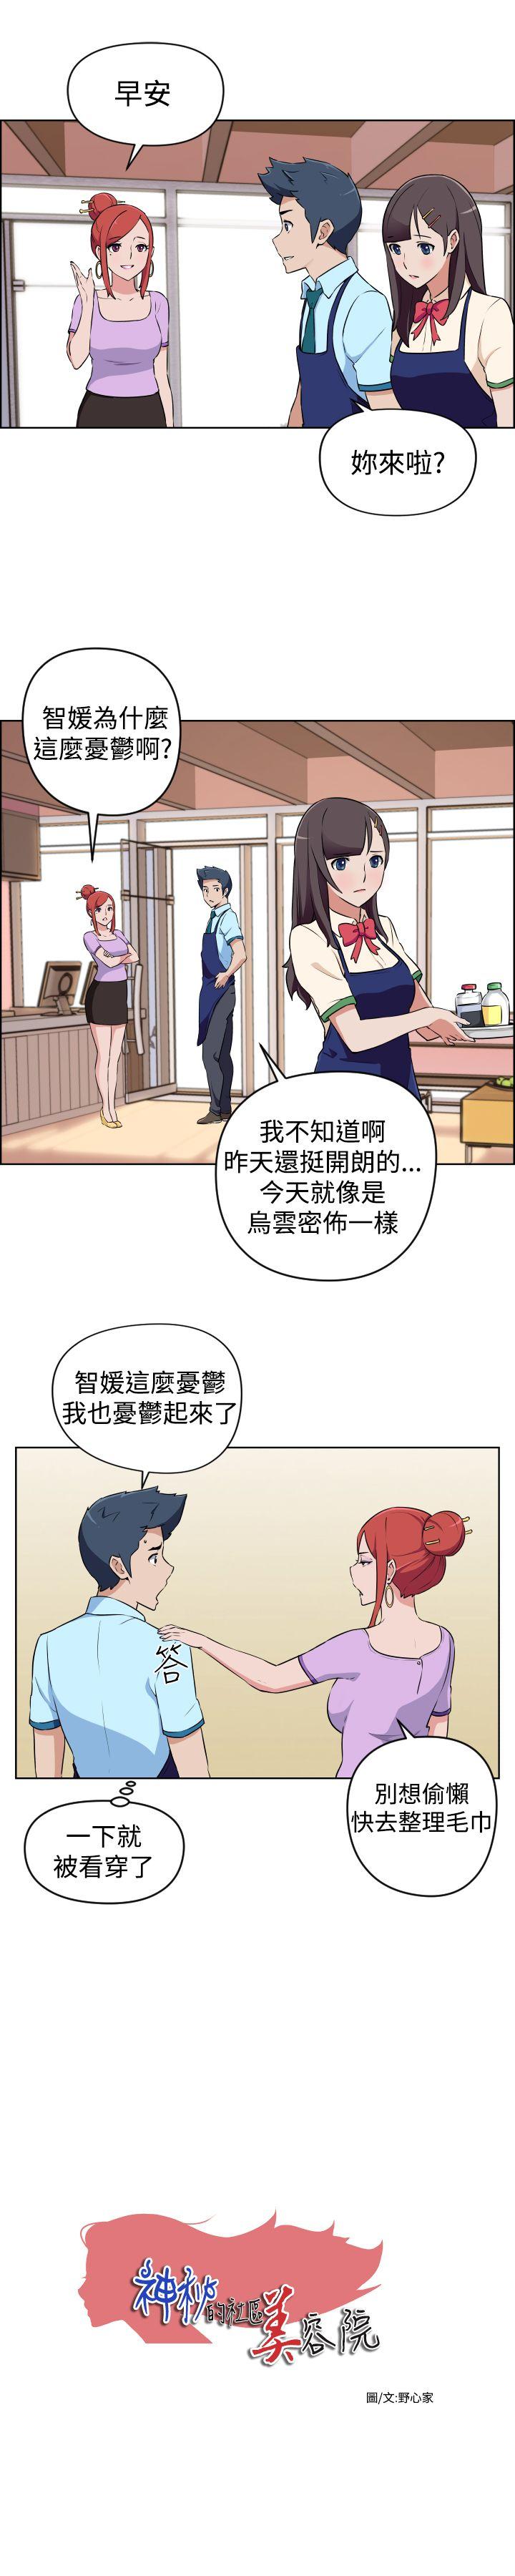 早安
妳來啦?
智媛為什麼
這麼憂鬱啊?
我不知道啊
昨天還挺開朗的...
今天就像是
烏雲密佈一樣
智媛這麼憂鬱
我也憂鬱起來了
答
別想偷懶
快去整理毛巾
一下就
被看穿了
神秘的社區美容院
圖/文:野心家